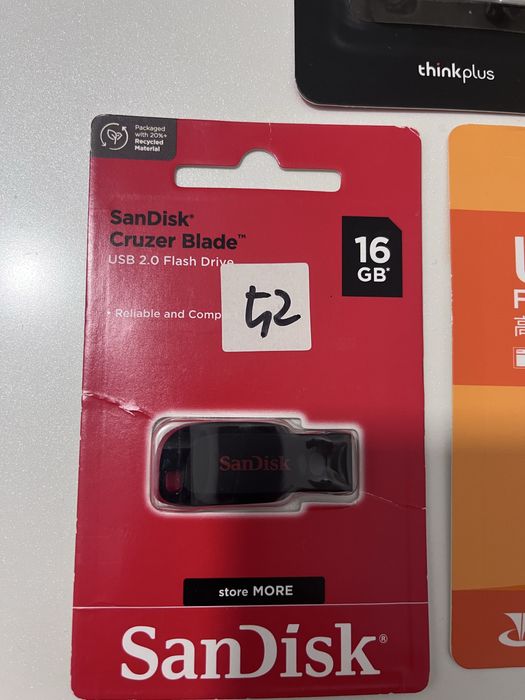 thinkplus
Packaged
with 20%+
Recycled
Material
SanDisk®
Cruzer Blade™
USB 2.0 Flash Drive
16
GB*
• Reliable and Comp
SanDisk
store MORE
SanDisk®
高